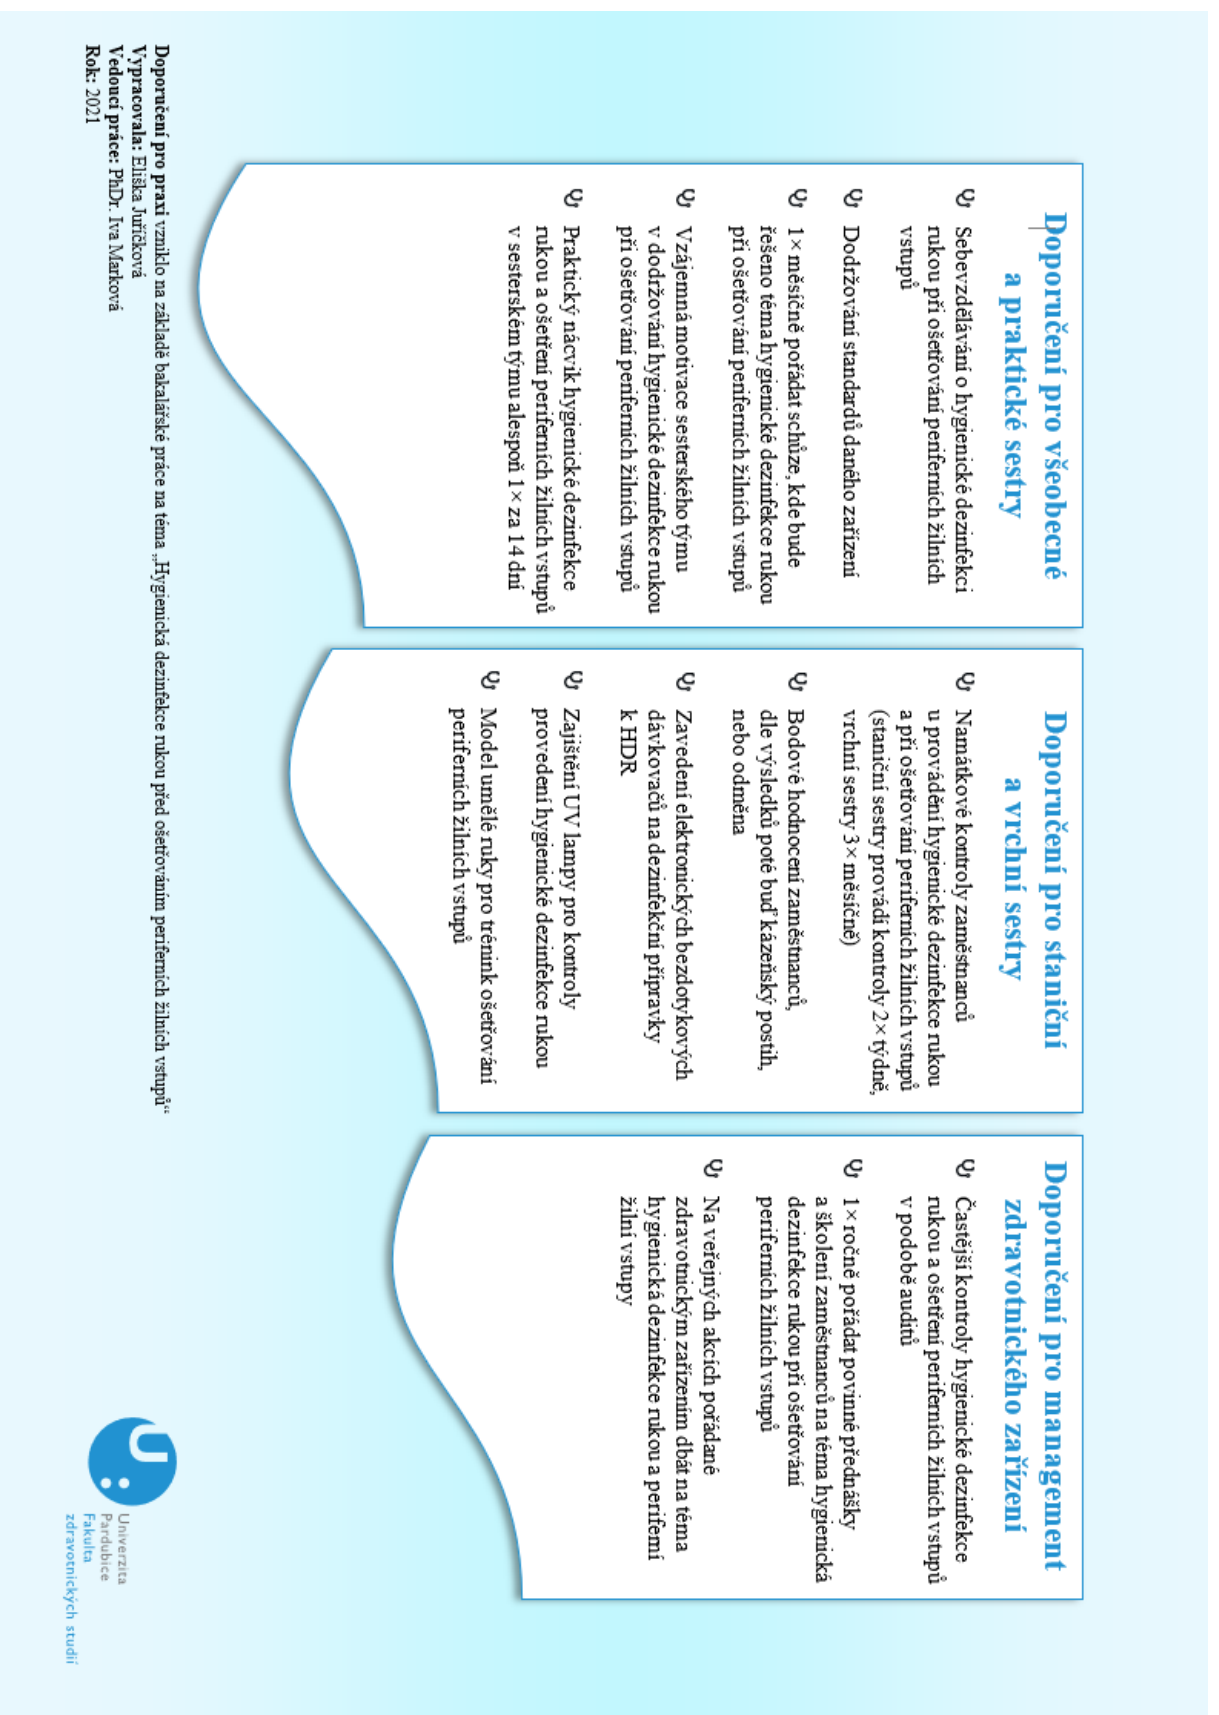 Doporučení pro všeobecné
a praktické sestry
Sebevzdělávání o hygienické dezinfekci
rukou při ošetřování periferních žilních
vstupů
Dodržování standardů daného zařízení
1× měsíčně pořádat schůze, kde bude
řešeno téma hygienické dezinfekce rukou
při ošetřování periferních žilních vstupů
Vzájemná motivace sesterského týmu
v dodržování hygienické dezinfekce rukou
při ošetřování periferních žilních vstupů
Praktický nácvik hygienické dezinfekce
rukou a ošetření periferních žilních vstupů
v sesterském týmu alespoň 1× za 14 dní
Doporučení pro staniční
a vrchní sestry
Namátkové kontroly zaměstnanců
u provádění hygienické dezinfekce rukou
a při ošetřování periferních žilních vstupů
(staniční sestry provádí kontroly 2× týdně,
vrchní sestry 3× měsíčně)
Bodové hodnocení zaměstnanců,
dle výsledků poté buď kázeňský postih,
nebo odměna
Zavedení elektronických bezdotykových
dávkovačů na dezinfekční přípravky
k HDR
Zajištění UV lampy pro kontroly
provedení hygienické dezinfekce rukou
Model umělé ruky pro trénink ošetřování
periferních žilních vstupů
Doporučení pro management
zdravotnického zařízení
Častější kontroly hygienické dezinfekce
rukou a ošetření periferních žilních vstupů
v podobě auditů
1× ročně pořádat povinné přednášky
a školení zaměstnanců na téma hygienická
dezinfekce rukou při ošetřování
periferních žilních vstupů
Na veřejných akcích pořádané
zdravotnickým zařízením dbát na téma
hygienická dezinfekce rukou a periferní
žilní vstupy
Doporučení pro praxi vzniklo na základě bakalářské práce na téma „Hygienická dezinfekce rukou před ošetřováním periferních žilních vstupů“
Vypracovala: Eliška Juříčková
Vedoucí práce: PhDr. Iva Marková
Rok: 2021
Univerzita
Pardubice
Fakulta
zdravotnických studií